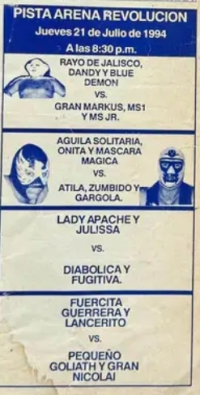 PISTA ARENA REVOLUCION
Jueves 21 de Julio de 1994
A las 8:30 p.m.
RAYO DE JALISCO,
DANDY Y BLUE
DEMON
VS.
GRAN MARKUS, MS1
Y MS JR.
AGUILA SOLITARIA,
ONITA Y MASCARA
MAGICA
VS.
ATILA, ZUMBIDO Y
GARGOLA.
LADY APACHE Y
JULISSA
VS.
DIABOLICA Y
FUGITIVA.
FUERCITA
GUERRERA Y
LANCERITO
VS.
PEQUEÑO
GOLIATH Y GRAN
NICOLAI